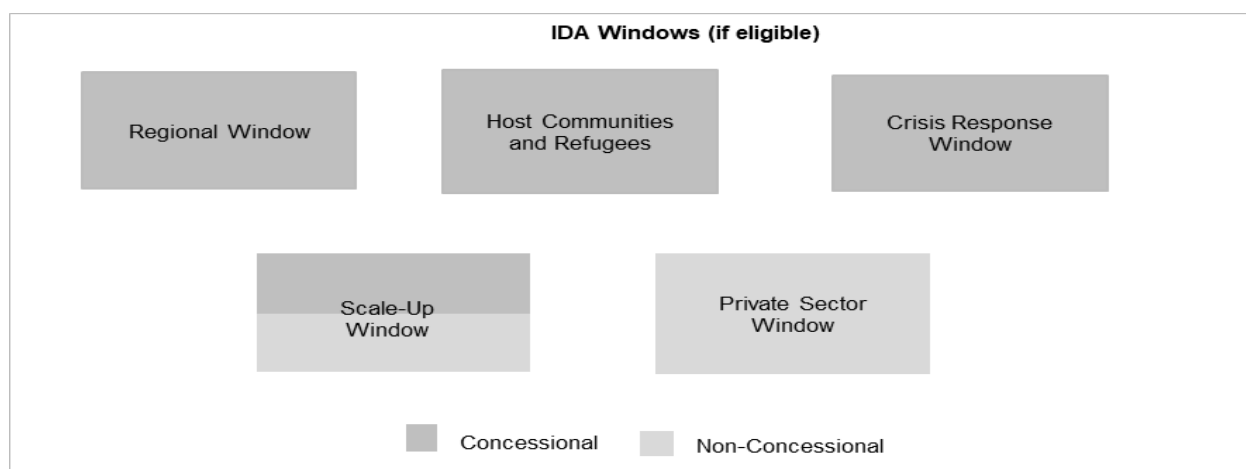 IDA Windows (if eligible)
Regional Window
Host Communities
and Refugees
Crisis Response
Window
Scale-Up
Window
Private Sector
Window
Concessional
Non-Concessional